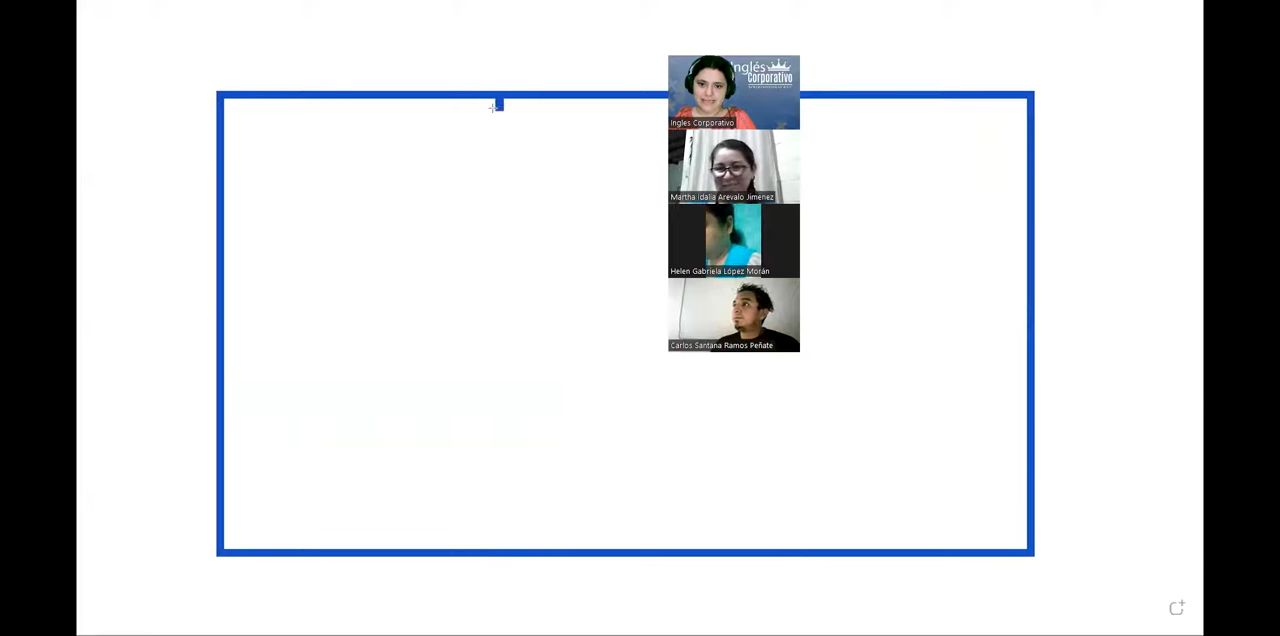 Inglés
Corporativo
Ingles Corporativo
Martha Idalia Arevalo Jimenez
Helen Gabriela López Morán
Carlos Santana Ramos Peñate